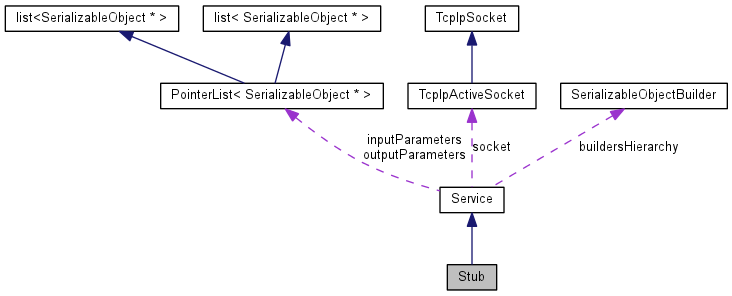 list<SerializableObject * >
list< SerializableObject * >
TcpIpSocket
PointerList< SerializableObject * >
TcpIpActiveSocket
SerializableObjectBuilder
inputParameters
outputParameters
socket
buildersHierarchy
Service
Stub